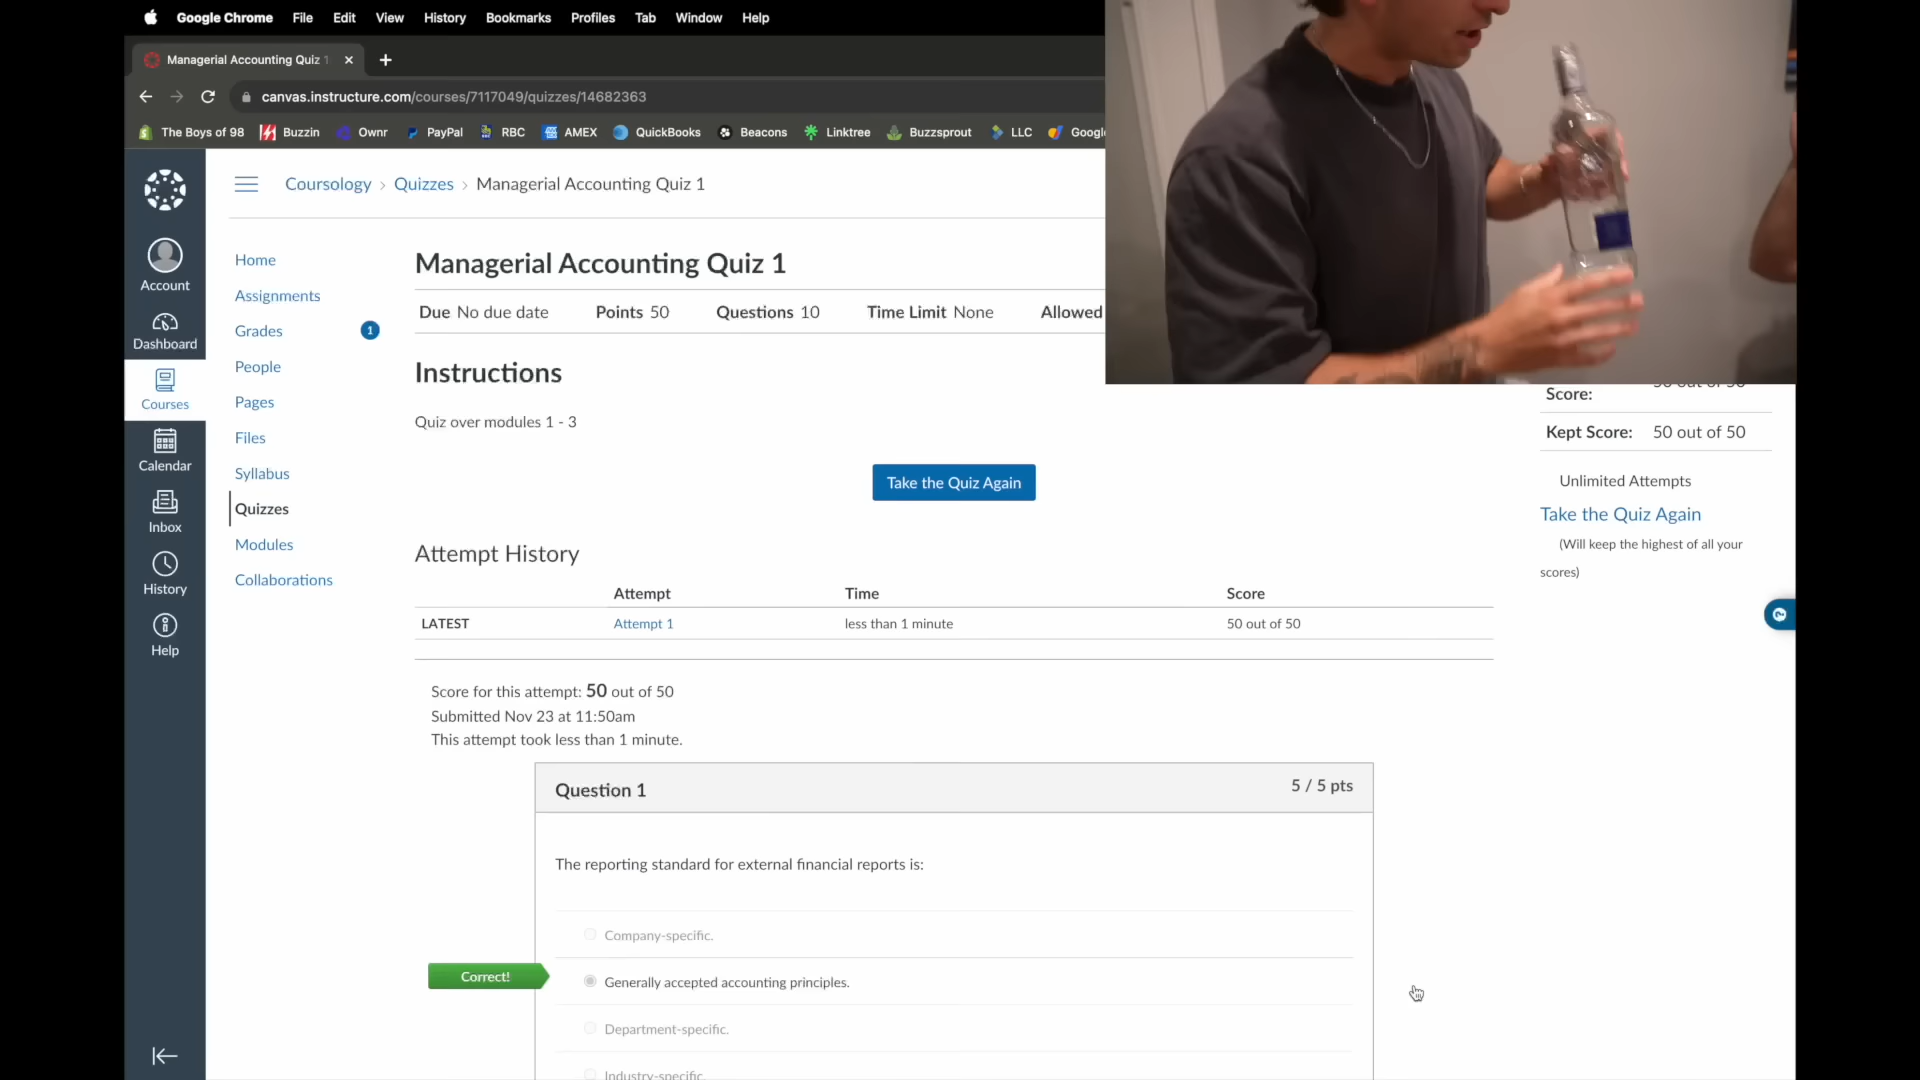 Google Chrome File Edit View History Bookmarks Profiles Tab Window Help
Managerial Accounting Quiz 1
canvas.instructure.com/courses/7117049/quizzes/14682363
The Boys of 98 Buzzin Ownr PayPal RBC AMEX QuickBooks Beacons Linktree Buzzsprout LLC Googl
Coursology > Quizzes > Managerial Accounting Quiz 1
Account
Dashboard
Courses
Calendar
Inbox
History
Help
Home
Assignments
Grades 1
People
Pages
Files
Syllabus
Quizzes
Modules
Collaborations
Managerial Accounting Quiz 1
Due No due date Points 50 Questions 10 Time Limit None Allowed
Instructions
Quiz over modules 1 - 3
Take the Quiz Again
Attempt History
Attempt Time Score
LATEST Attempt 1 less than 1 minute 50 out of 50
Score for this attempt: 50 out of 50
Submitted Nov 23 at 11:50am
This attempt took less than 1 minute.
Question 1 5 / 5 pts
The reporting standard for external financial reports is:
Company-specific.
Correct! Generally accepted accounting principles.
Department-specific.
Industry-specific.
Score: 50 out of 50
Kept Score: 50 out of 50
Unlimited Attempts
Take the Quiz Again
(Will keep the highest of all your
scores)